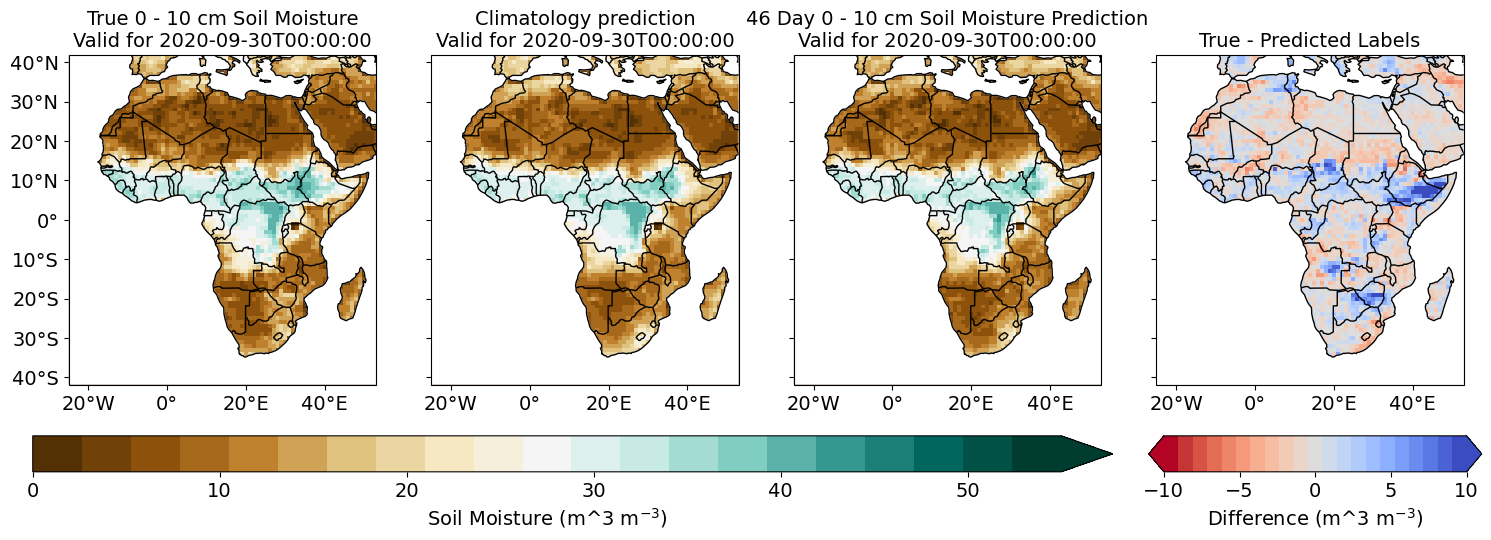 True 0 - 10 cm Soil Moisture
Valid for 2020-09-30T00:00:00
Climatology prediction
Valid for 2020-09-30T00:00:00
46 Day 0 - 10 cm Soil Moisture Prediction
Valid for 2020-09-30T00:00:00
True - Predicted Labels
40°N
30°N
20°N
10°N
0°
10°S
20°S
30°S
40°S
20°W 0° 20°E 40°E
20°W 0° 20°E 40°E
20°W 0° 20°E 40°E
20°W 0° 20°E 40°E
0 10 20 30 40 50
Soil Moisture (m^3 m⁻³)
−10 −5 0 5 10
Difference (m^3 m⁻³)